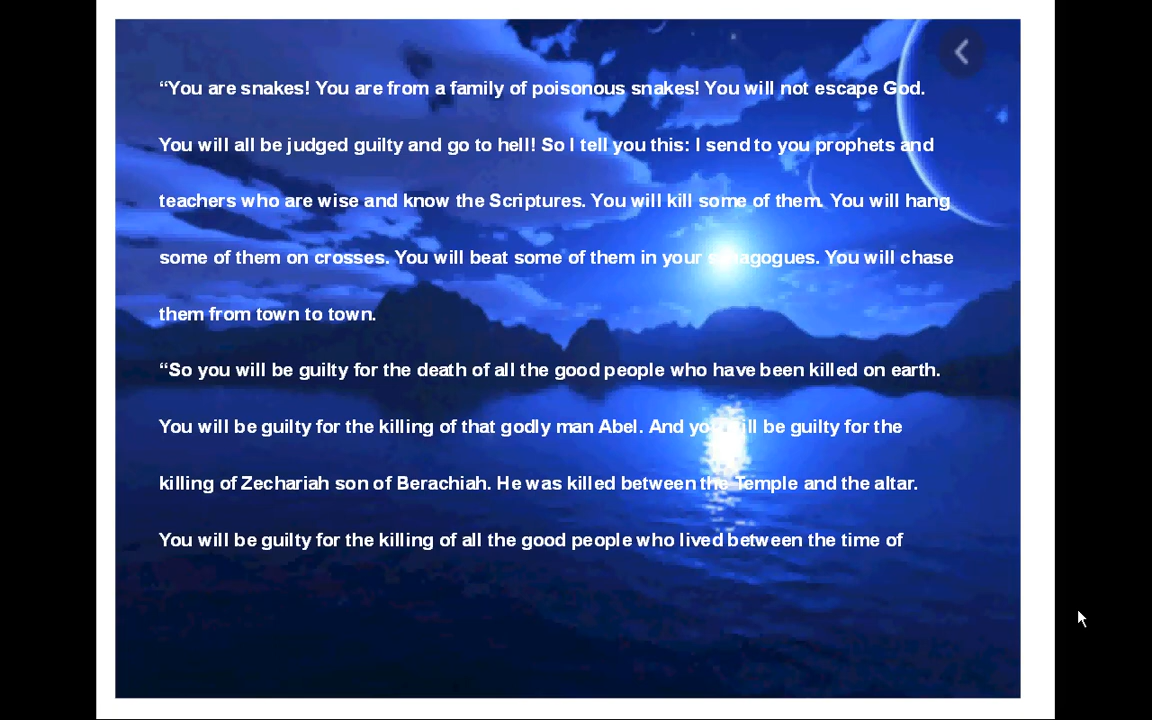 “You are snakes! You are from a family of poisonous snakes! You will not escape God.
You will all be judged guilty and go to hell! So I tell you this: I send to you prophets and
teachers who are wise and know the Scriptures. You will kill some of them. You will hang
some of them on crosses. You will beat some of them in your synagogues. You will chase
them from town to town.
“So you will be guilty for the death of all the good people who have been killed on earth.
You will be guilty for the killing of that godly man Abel. And you will be guilty for the
killing of Zechariah son of Berachiah. He was killed between the Temple and the altar.
You will be guilty for the killing of all the good people who lived between the time of